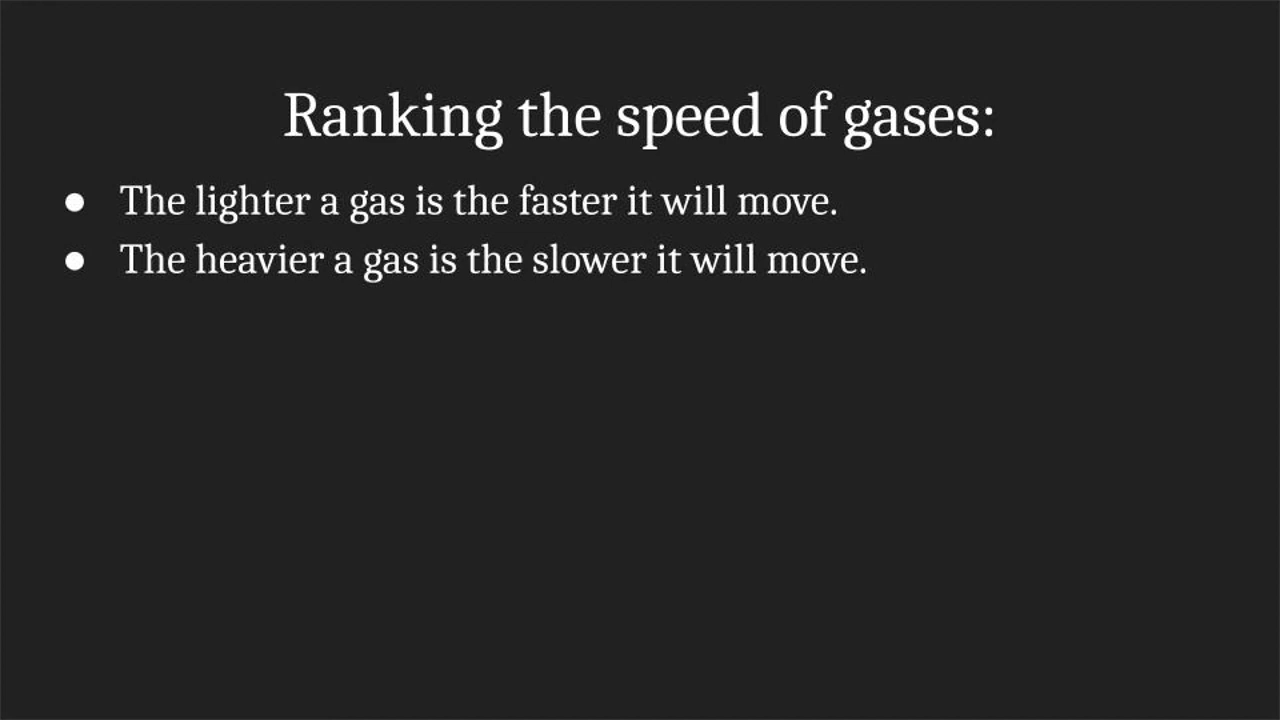 Ranking the speed of gases:
● The lighter a gas is the faster it will move.
● The heavier a gas is the slower it will move.